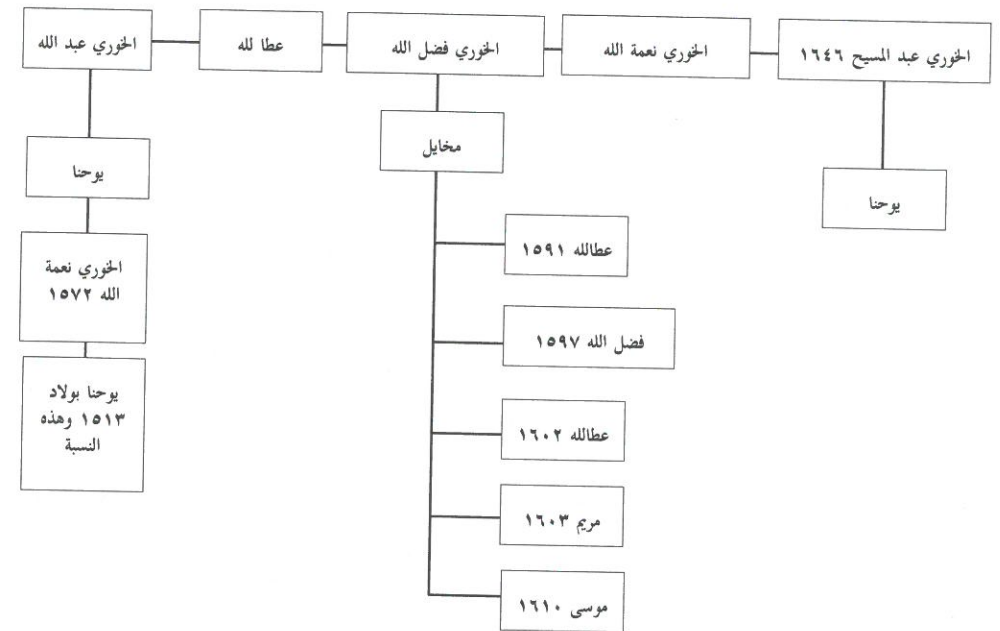 الخوري عبد المسيح ١٦٤٦
الخوري نعمة الله
الخوري فضل الله
عطا لله
الخوري عبد الله
يوحنا
مخايل
يوحنا
عطالله ١٥٩١
فضل الله ١٥٩٧
عطالله ١٦٠٢
مريم ١٦٠٣
موسى ١٦١٠
الخوري نعمة
الله ١٥٧٢
يوحنا بولاد
١٥١٣ وهذه
النسبة